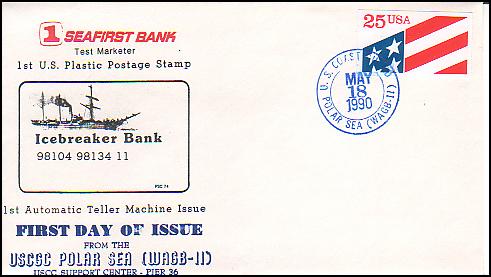 1 SEAFIRST BANK
Test Marketer
1st U.S. Plastic Postage Stamp
25 USA
U.S. COAST
MAY
18
1990
POLAR SEA (WAGB-11)
Icebreaker Bank
98104 98134 11
PSC 74
1st Automatic Teller Machine Issue
FIRST DAY OF ISSUE
FROM THE
USCGC POLAR SEA (WAGB-11)
USCG SUPPORT CENTER - PIER 36